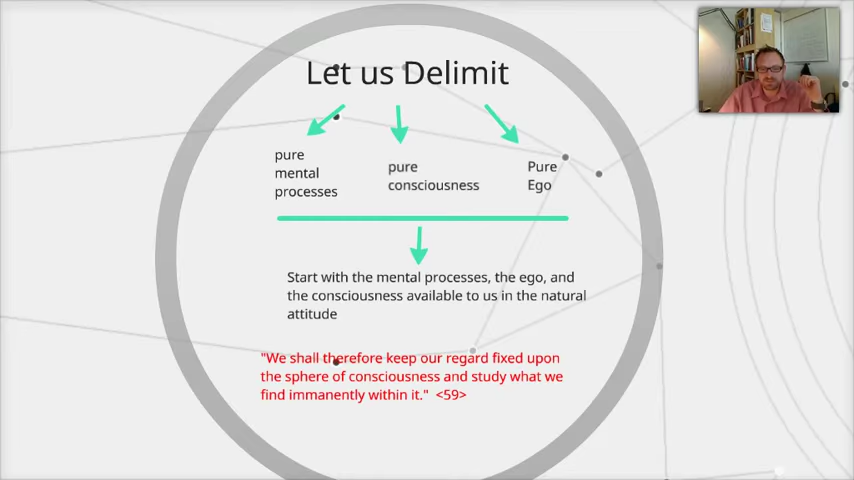 Let us Delimit
pure
mental
processes
pure
consciousness
Pure
Ego
Start with the mental processes, the ego, and
the consciousness available to us in the natural
attitude
"We shall therefore keep our regard fixed upon
the sphere of consciousness and study what we
find immanently within it." <59>